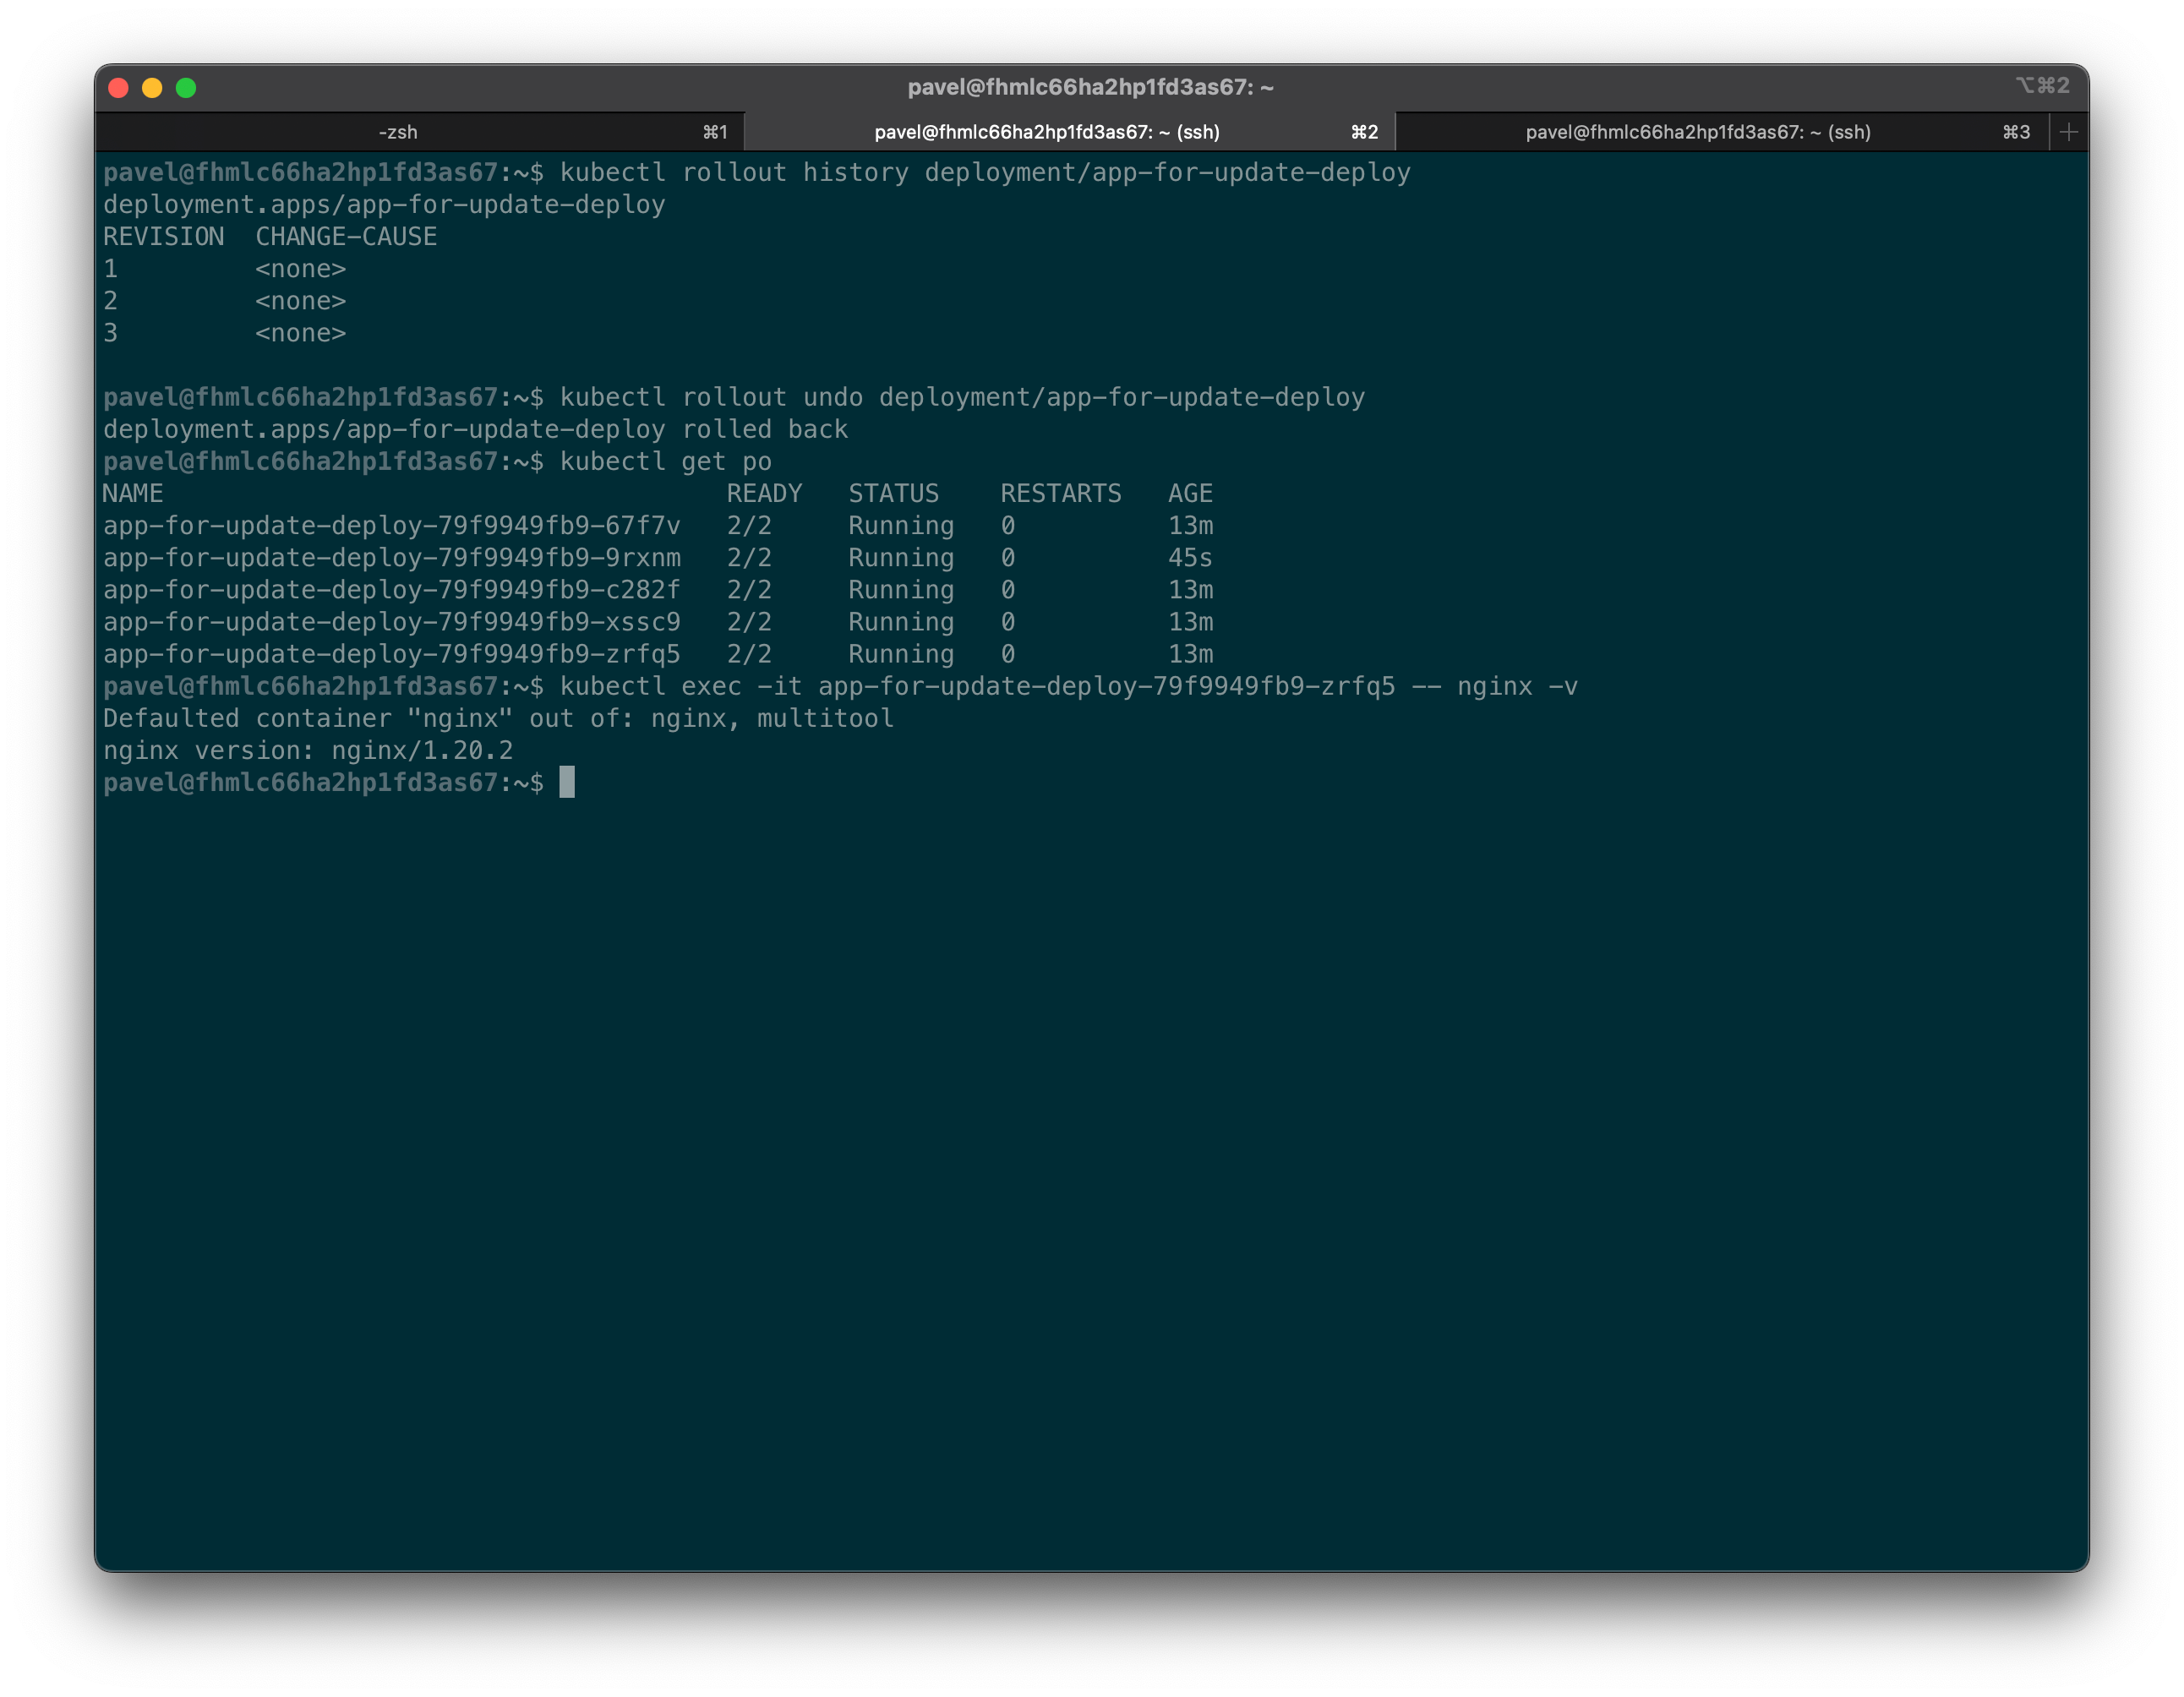 pavel@fhmlc66ha2hp1fd3as67: ~
⌥⌘2
-zsh ⌘1
pavel@fhmlc66ha2hp1fd3as67: ~ (ssh) ⌘2
pavel@fhmlc66ha2hp1fd3as67: ~ (ssh) ⌘3
pavel@fhmlc66ha2hp1fd3as67:~$ kubectl rollout history deployment/app-for-update-deploy
deployment.apps/app-for-update-deploy
REVISION  CHANGE-CAUSE
1         <none>
2         <none>
3         <none>
pavel@fhmlc66ha2hp1fd3as67:~$ kubectl rollout undo deployment/app-for-update-deploy
deployment.apps/app-for-update-deploy rolled back
pavel@fhmlc66ha2hp1fd3as67:~$ kubectl get po
NAME                                     READY   STATUS    RESTARTS   AGE
app-for-update-deploy-79f9949fb9-67f7v   2/2     Running   0          13m
app-for-update-deploy-79f9949fb9-9rxnm   2/2     Running   0          45s
app-for-update-deploy-79f9949fb9-c282f   2/2     Running   0          13m
app-for-update-deploy-79f9949fb9-xssc9   2/2     Running   0          13m
app-for-update-deploy-79f9949fb9-zrfq5   2/2     Running   0          13m
pavel@fhmlc66ha2hp1fd3as67:~$ kubectl exec -it app-for-update-deploy-79f9949fb9-zrfq5 -- nginx -v
Defaulted container "nginx" out of: nginx, multitool
nginx version: nginx/1.20.2
pavel@fhmlc66ha2hp1fd3as67:~$